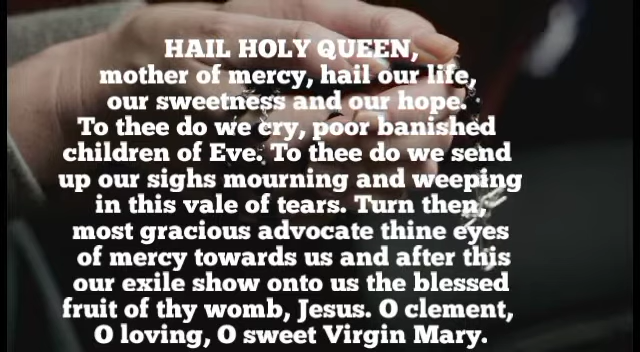 HAIL HOLY QUEEN,
mother of mercy, hail our life,
our sweetness and our hope.
To thee do we cry, poor banished
children of Eve. To thee do we send
up our sighs mourning and weeping
in this vale of tears. Turn then,
most gracious advocate thine eyes
of mercy towards us and after this
our exile show onto us the blessed
fruit of thy womb, Jesus. O clement,
O loving, O sweet Virgin Mary.